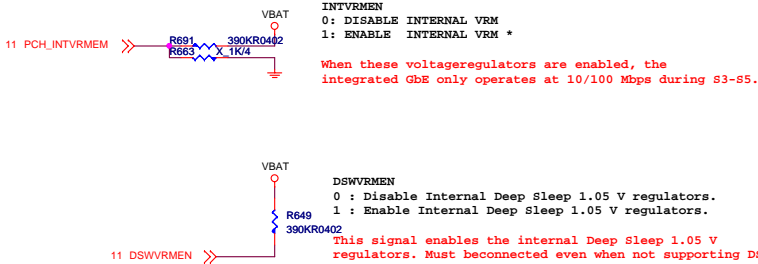 VBAT
INTVRMEN
0: DISABLE INTERNAL VRM
1: ENABLE INTERNAL VRM *
11 PCH_INTVRMEM
R691 390KR0402
R663 X_1K/4
When these voltageregulators are enabled, the
integrated GbE only operates at 10/100 Mbps during S3-S5.
VBAT
DSWVRMEN
0 : Disable Internal Deep Sleep 1.05 V regulators.
1 : Enable Internal Deep Sleep 1.05 V regulators.
R649
390KR0402
This signal enables the internal Deep Sleep 1.05 V
regulators. Must beconnected even when not supporting
11 DSWVRMEN